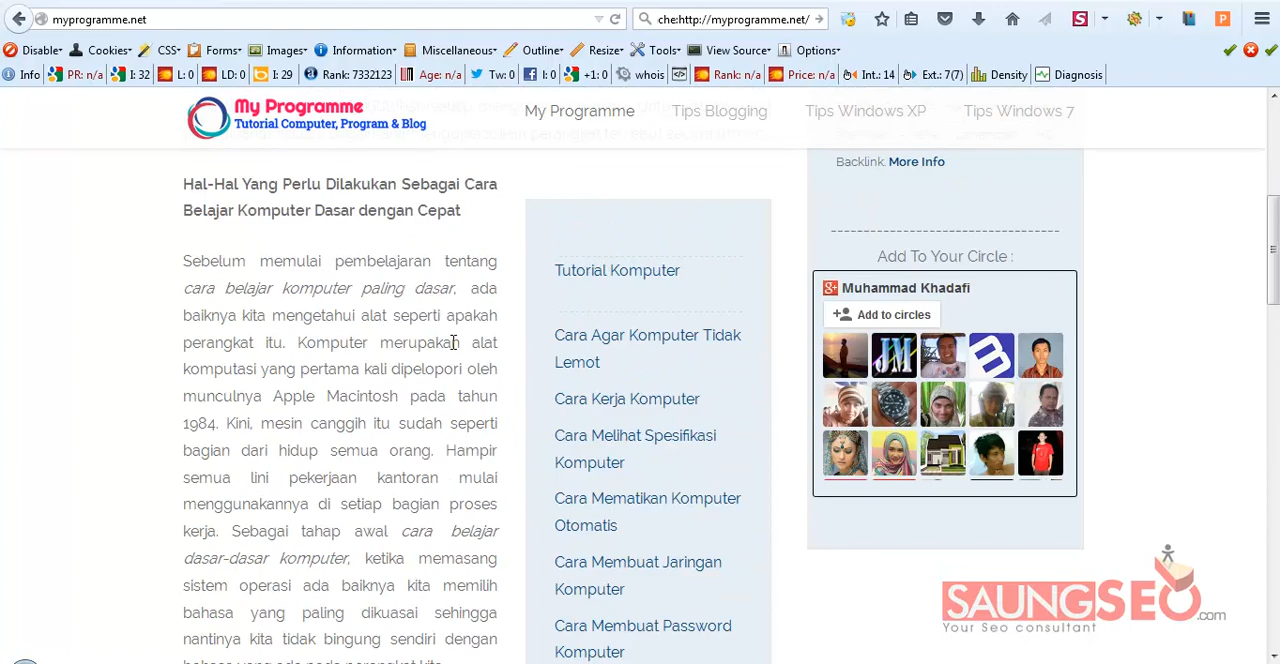 myprogramme.net
che:http://myprogramme.net/
Disable Cookies CSS Forms Images Information Miscellaneous Outline Resize Tools View Source Options
Info PR: n/a I: 32 L: 0 LD: 0 I: 29 Rank: 7332123 Age: n/a Tw: 0 I: 0 +1: 0 whois Rank: n/a Price: n/a Int.: 14 Ext.: 7(7) Density Diagnosis
My Programme
Tutorial Computer, Program & Blog
My Programme Tips Blogging Tips Windows XP Tips Windows 7
Hal-Hal Yang Perlu Dilakukan Sebagai Cara
Belajar Komputer Dasar dengan Cepat
Sebelum memulai pembelajaran tentang
cara belajar komputer paling dasar, ada
baiknya kita mengetahui alat seperti apakah
perangkat itu. Komputer merupakan alat
komputasi yang pertama kali dipelopori oleh
munculnya Apple Macintosh pada tahun
1984. Kini, mesin canggih itu sudah seperti
bagian dari hidup semua orang. Hampir
semua lini pekerjaan kantoran mulai
menggunakannya di setiap bagian proses
kerja. Sebagai tahap awal cara belajar
dasar-dasar komputer, ketika memasang
sistem operasi ada baiknya kita memilih
bahasa yang paling dikuasai sehingga
nantinya kita tidak bingung sendiri dengan
Tutorial Komputer
Cara Agar Komputer Tidak
Lemot
Cara Kerja Komputer
Cara Melihat Spesifikasi
Komputer
Cara Mematikan Komputer
Otomatis
Cara Membuat Jaringan
Komputer
Cara Membuat Password
Komputer
Backlink. More Info
Add To Your Circle :
Muhammad Khadafi
Add to circles
JM
SAUNGSEO.com
Your Seo consultant